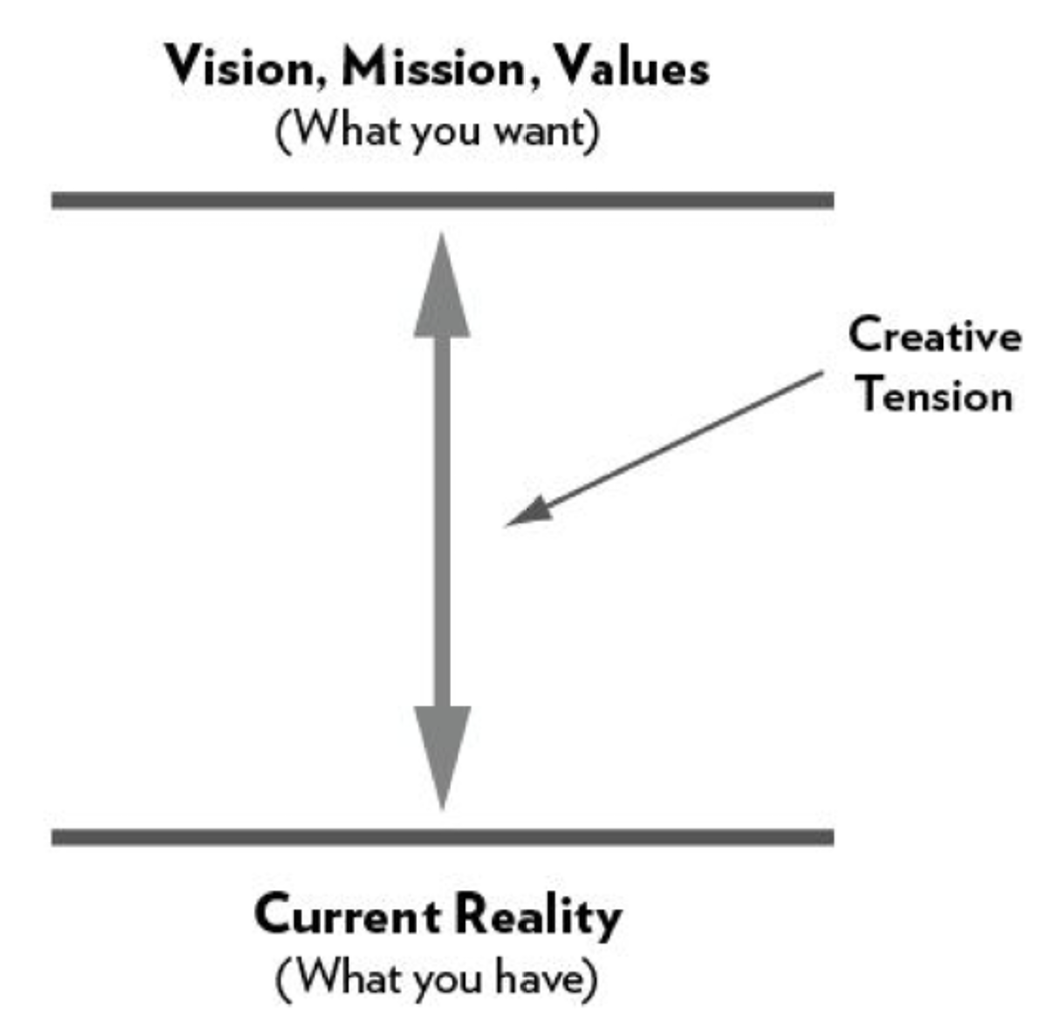 Vision, Mission, Values
(What you want)
Creative
Tension
Current Reality
(What you have)